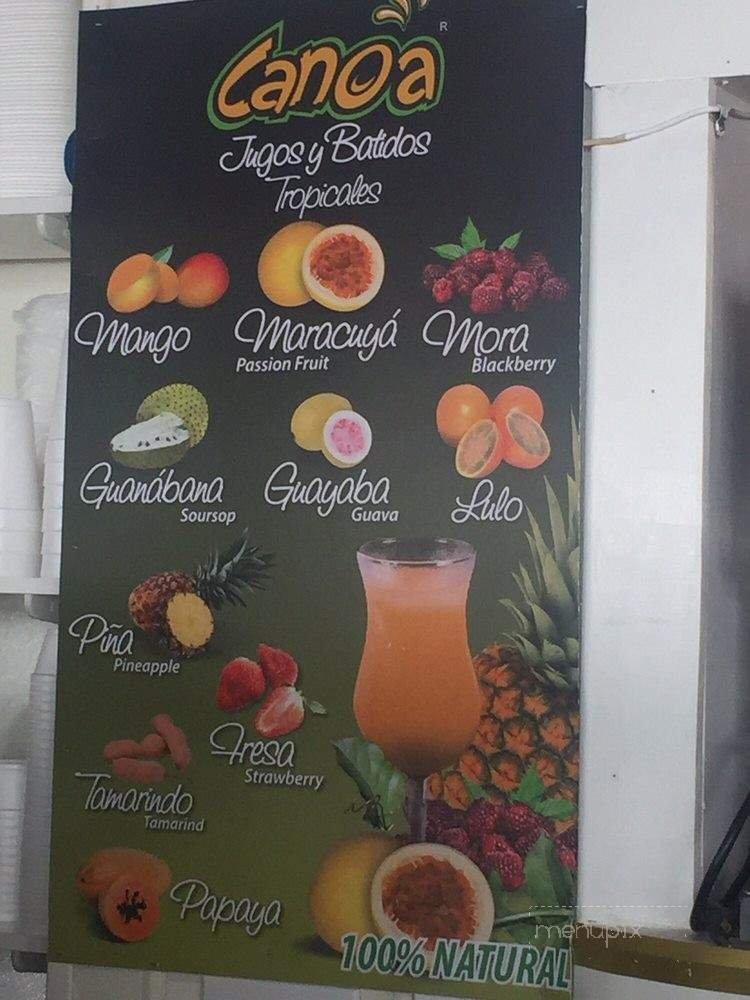 Canoa
R
Jugos y Batidos
Tropicales
Mango
Maracuyá
Passion Fruit
Mora
Blackberry
Guanábana
Soursop
Guayaba
Guava
Lulo
Piña
Pineapple
Fresa
Strawberry
Tamarindo
Tamarind
Papaya
100% NATURAL
menupix